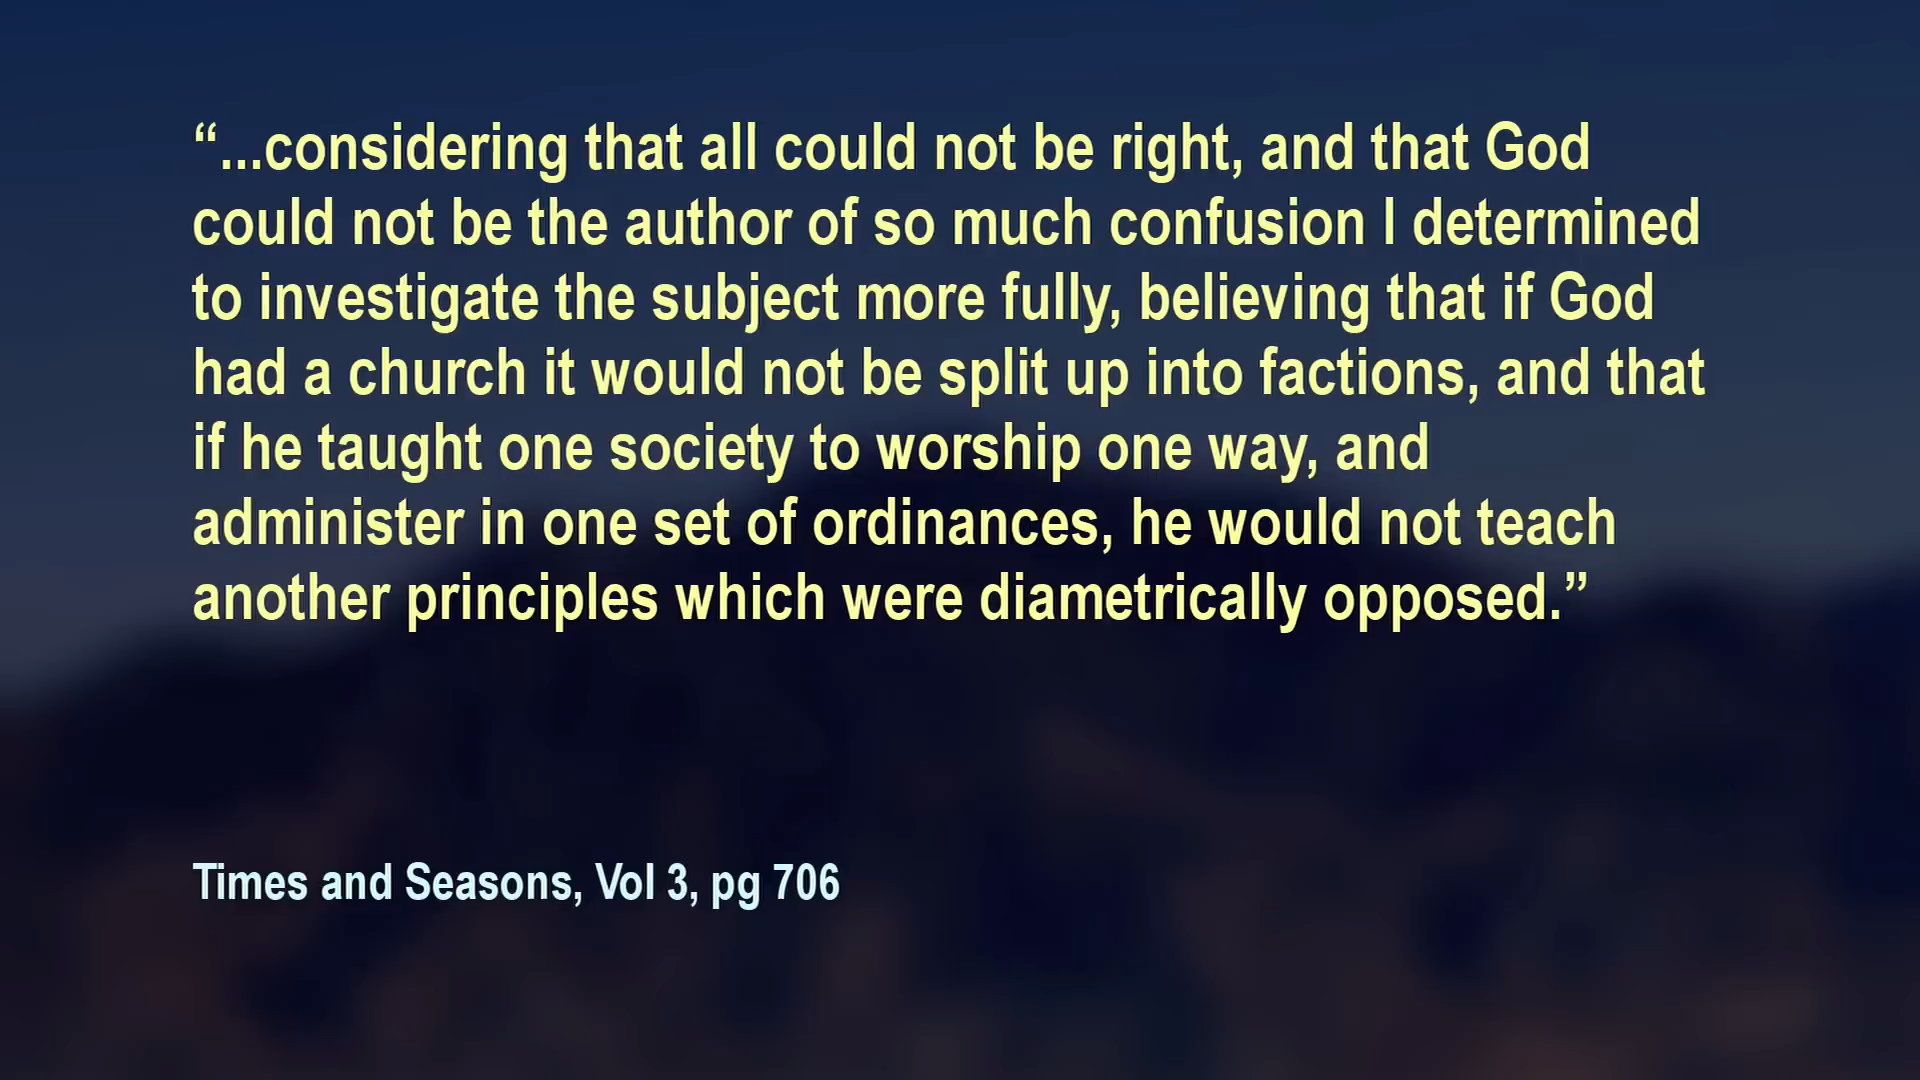 “...considering that all could not be right, and that God
could not be the author of so much confusion I determined
to investigate the subject more fully, believing that if God
had a church it would not be split up into factions, and that
if he taught one society to worship one way, and
administer in one set of ordinances, he would not teach
another principles which were diametrically opposed.”
Times and Seasons, Vol 3, pg 706